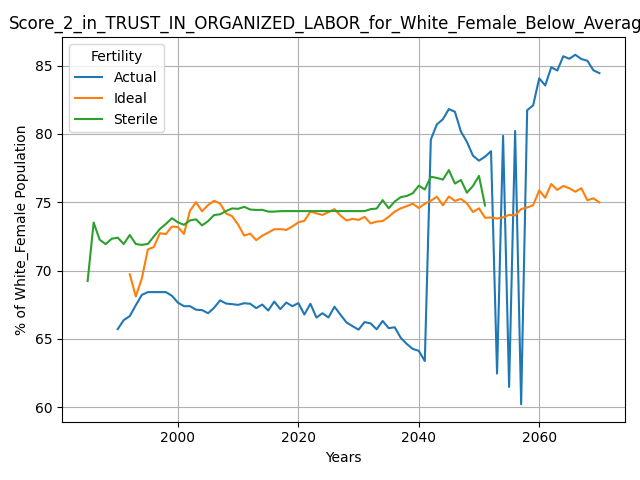 Score_2_in_TRUST_IN_ORGANIZED_LABOR_for_White_Female_Below_Averag
Fertility
Actual
Ideal
Sterile
% of White_Female Population
85
80
75
70
65
60
2000
2020
2040
2060
Years